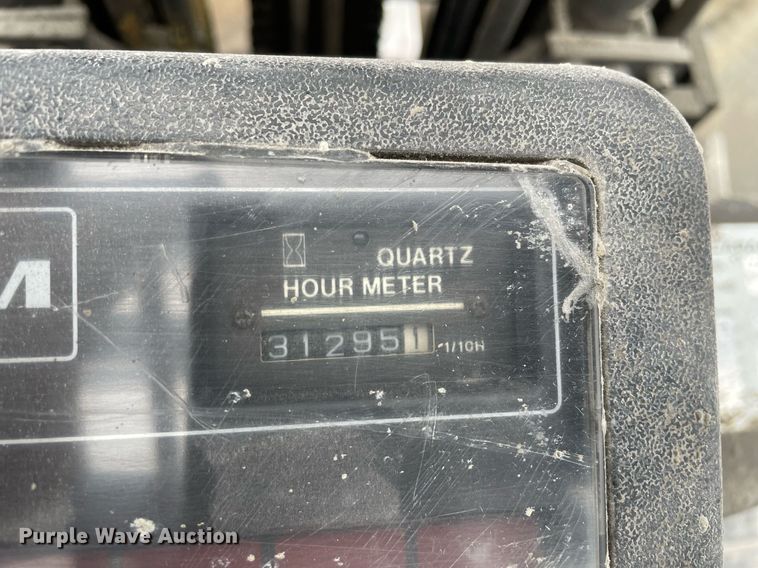 QUARTZ
HOUR METER
312951 1/10H
M
Purple Wave Auction